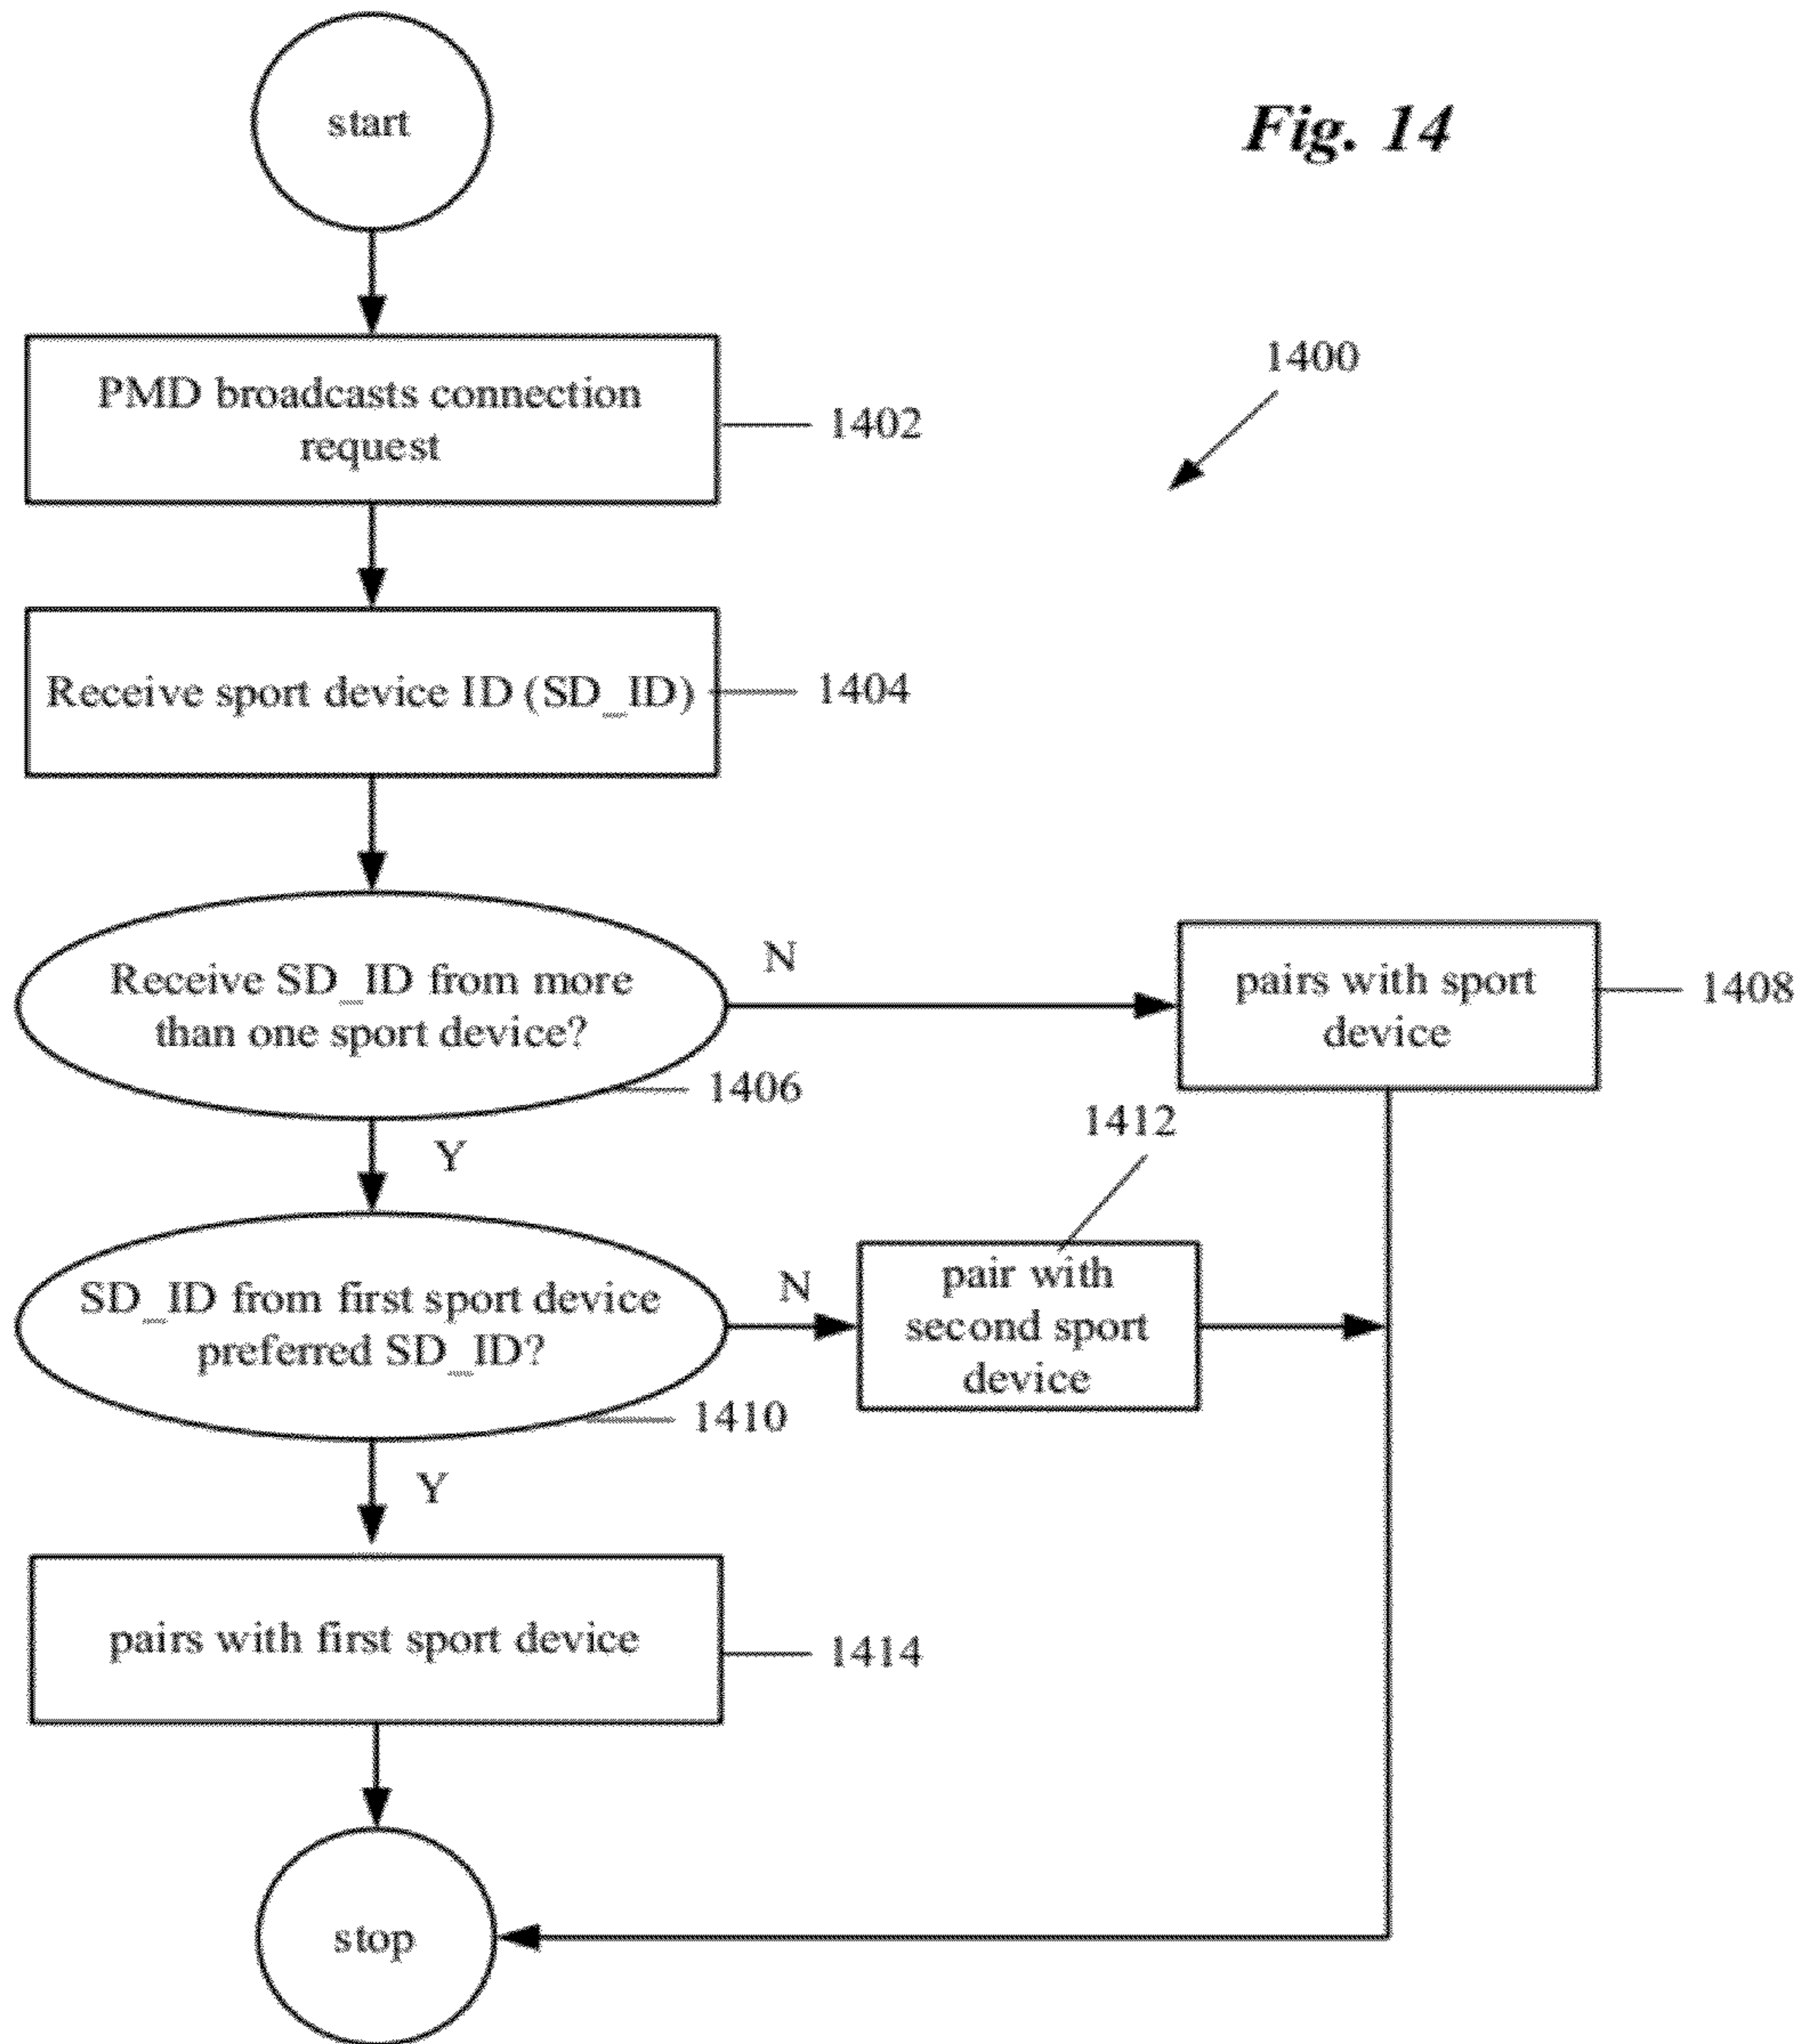 start
Fig. 14
1400
PMD broadcasts connection
request
1402
Receive sport device ID (SD_ID)
1404
Receive SD_ID from more
than one sport device?
1406
N
pairs with sport
device
1408
Y
1412
SD_ID from first sport device
preferred SD_ID?
1410
N
pair with
second sport
device
Y
pairs with first sport device
1414
stop